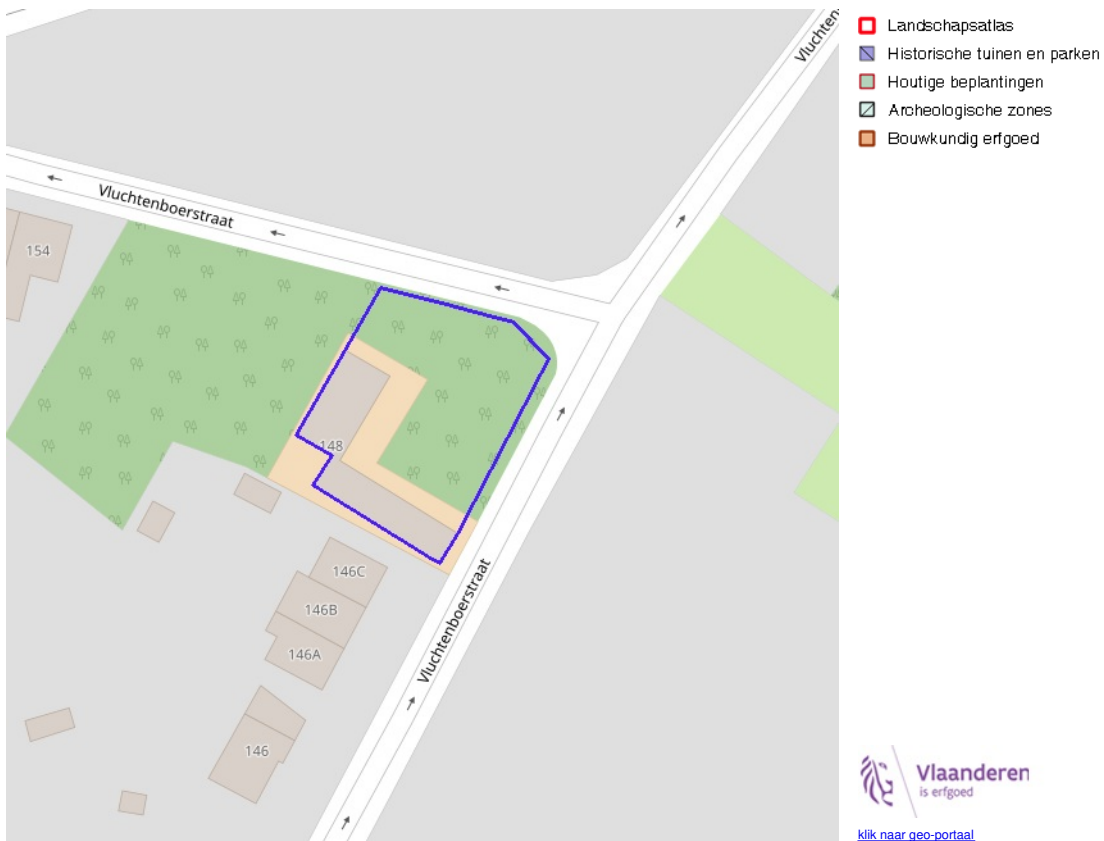 Vluchten
Vluchtenboerstraat
154
148
146C
146B
146A
Vluchtenboerstraat
146
Landschapsatlas
Historische tuinen en parken
Houtige beplantingen
Archeologische zones
Bouwkundig erfgoed
Vlaanderen
is erfgoed
klik naar geo-portaal